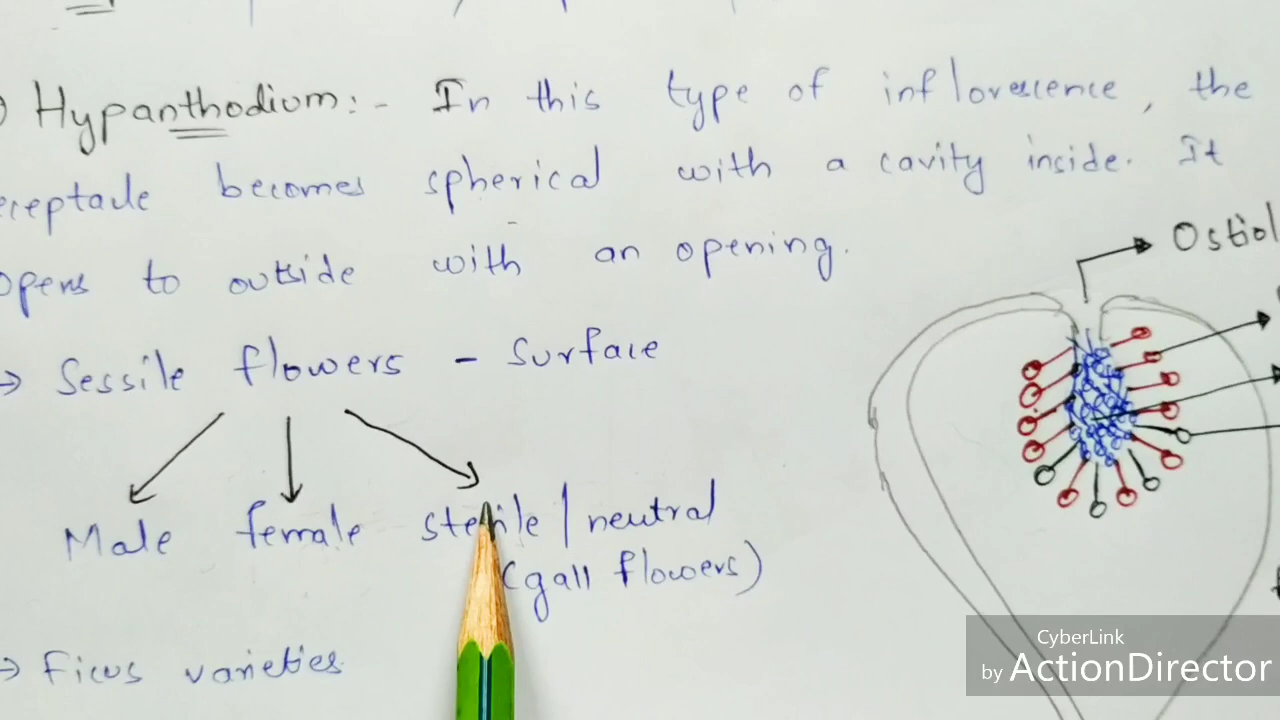 Hypanthodium:- In this type of inflorescence, the
eceptacle becomes spherical with a cavity inside. It
opens to outside with an opening.
Ostiol
→ Sessile flowers - Surface
Male female sterile / neutral
(gall flowers)
→ Ficus varieties
CyberLink
by ActionDirector